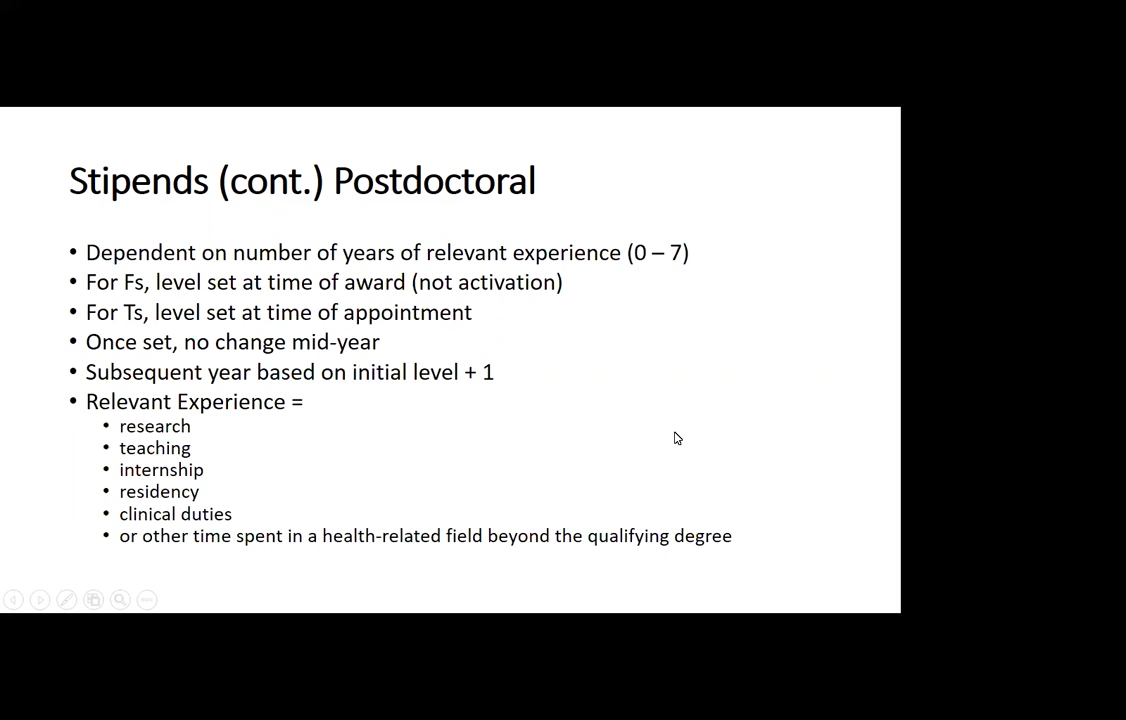 Stipends (cont.) Postdoctoral
• Dependent on number of years of relevant experience (0 – 7)
• For Fs, level set at time of award (not activation)
• For Ts, level set at time of appointment
• Once set, no change mid-year
• Subsequent year based on initial level + 1
• Relevant Experience =
• research
• teaching
• internship
• residency
• clinical duties
• or other time spent in a health-related field beyond the qualifying degree